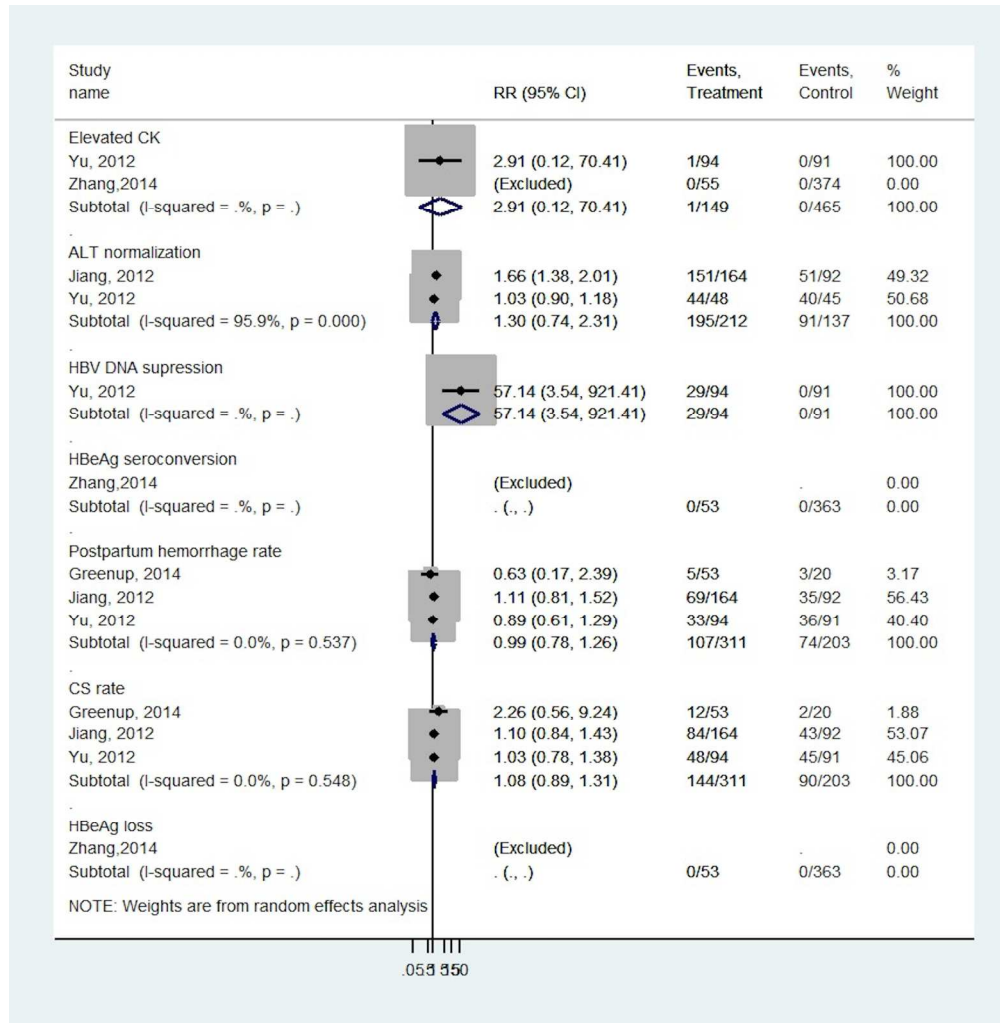 Study Events, Events, %
name RR (95% CI) Treatment Control Weight
Elevated CK
Yu, 2012 2.91 (0.12, 70.41) 1/94 0/91 100.00
Zhang,2014 (Excluded) 0/55 0/374 0.00
Subtotal (I-squared = .%, p = .) 2.91 (0.12, 70.41) 1/149 0/465 100.00
.
ALT normalization
Jiang, 2012 1.66 (1.38, 2.01) 151/164 51/92 49.32
Yu, 2012 1.03 (0.90, 1.18) 44/48 40/45 50.68
Subtotal (I-squared = 95.9%, p = 0.000) 1.30 (0.74, 2.31) 195/212 91/137 100.00
.
HBV DNA supression
Yu, 2012 57.14 (3.54, 921.41) 29/94 0/91 100.00
Subtotal (I-squared = .%, p = .) 57.14 (3.54, 921.41) 29/94 0/91 100.00
.
HBeAg seroconversion
Zhang,2014 (Excluded) . 0.00
Subtotal (I-squared = .%, p = .) . (., .) 0/53 0/363 0.00
.
Postpartum hemorrhage rate
Greenup, 2014 0.63 (0.17, 2.39) 5/53 3/20 3.17
Jiang, 2012 1.11 (0.81, 1.52) 69/164 35/92 56.43
Yu, 2012 0.89 (0.61, 1.29) 33/94 36/91 40.40
Subtotal (I-squared = 0.0%, p = 0.537) 0.99 (0.78, 1.26) 107/311 74/203 100.00
.
CS rate
Greenup, 2014 2.26 (0.56, 9.24) 12/53 2/20 1.88
Jiang, 2012 1.10 (0.84, 1.43) 84/164 43/92 53.07
Yu, 2012 1.03 (0.78, 1.38) 48/94 45/91 45.06
Subtotal (I-squared = 0.0%, p = 0.548) 1.08 (0.89, 1.31) 144/311 90/203 100.00
.
HBeAg loss
Zhang,2014 (Excluded) . 0.00
Subtotal (I-squared = .%, p = .) . (., .) 0/53 0/363 0.00
NOTE: Weights are from random effects analysis